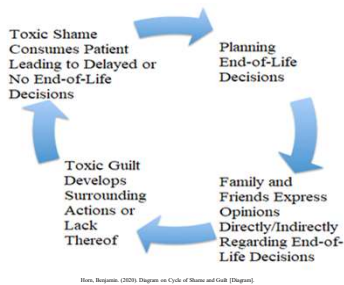 Toxic Shame
Consumes Patient
Leading to Delayed or
No End-of-Life
Decisions
Planning
End-of-Life
Decisions
Family and
Friends Express
Opinions
Directly/Indirectly
Regarding End-of-
Life Decisions
Toxic Guilt
Develops
Surrounding
Actions or
Lack
Thereof
Horn, Benjamin. (2020). Diagram on Cycle of Shame and Guilt [Diagram].